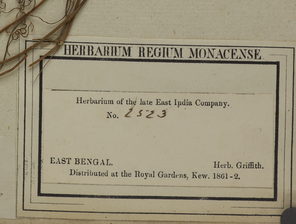 HERBARIUM REGIUM MONACENSE
Herbarium of the late East India Company.
No. 2523
EAST BENGAL. Herb. Griffith.
Distributed at the Royal Gardens, Kew. 1861-2.